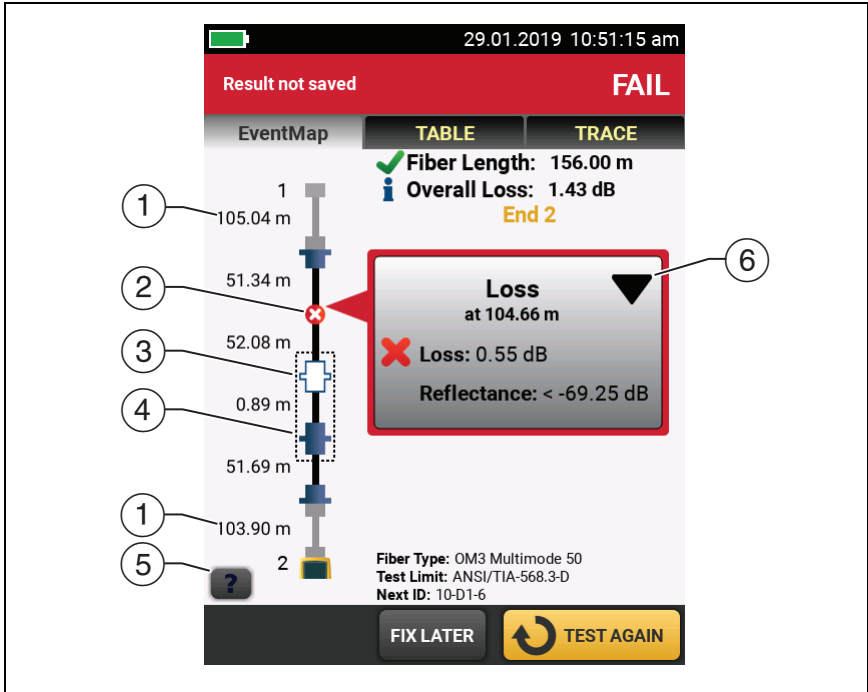 29.01.2019 10:51:15 am
Result not saved FAIL
EventMap TABLE TRACE
Fiber Length: 156.00 m
Overall Loss: 1.43 dB
End 2
1
1
105.04 m
51.34 m
2
52.08 m
3
0.89 m
4
51.69 m
1
103.90 m
5
2
?
Loss
at 104.66 m
Loss: 0.55 dB
Reflectance: < -69.25 dB
6
Fiber Type: OM3 Multimode 50
Test Limit: ANSI/TIA-568.3-D
Next ID: 10-D1-6
FIX LATER TEST AGAIN